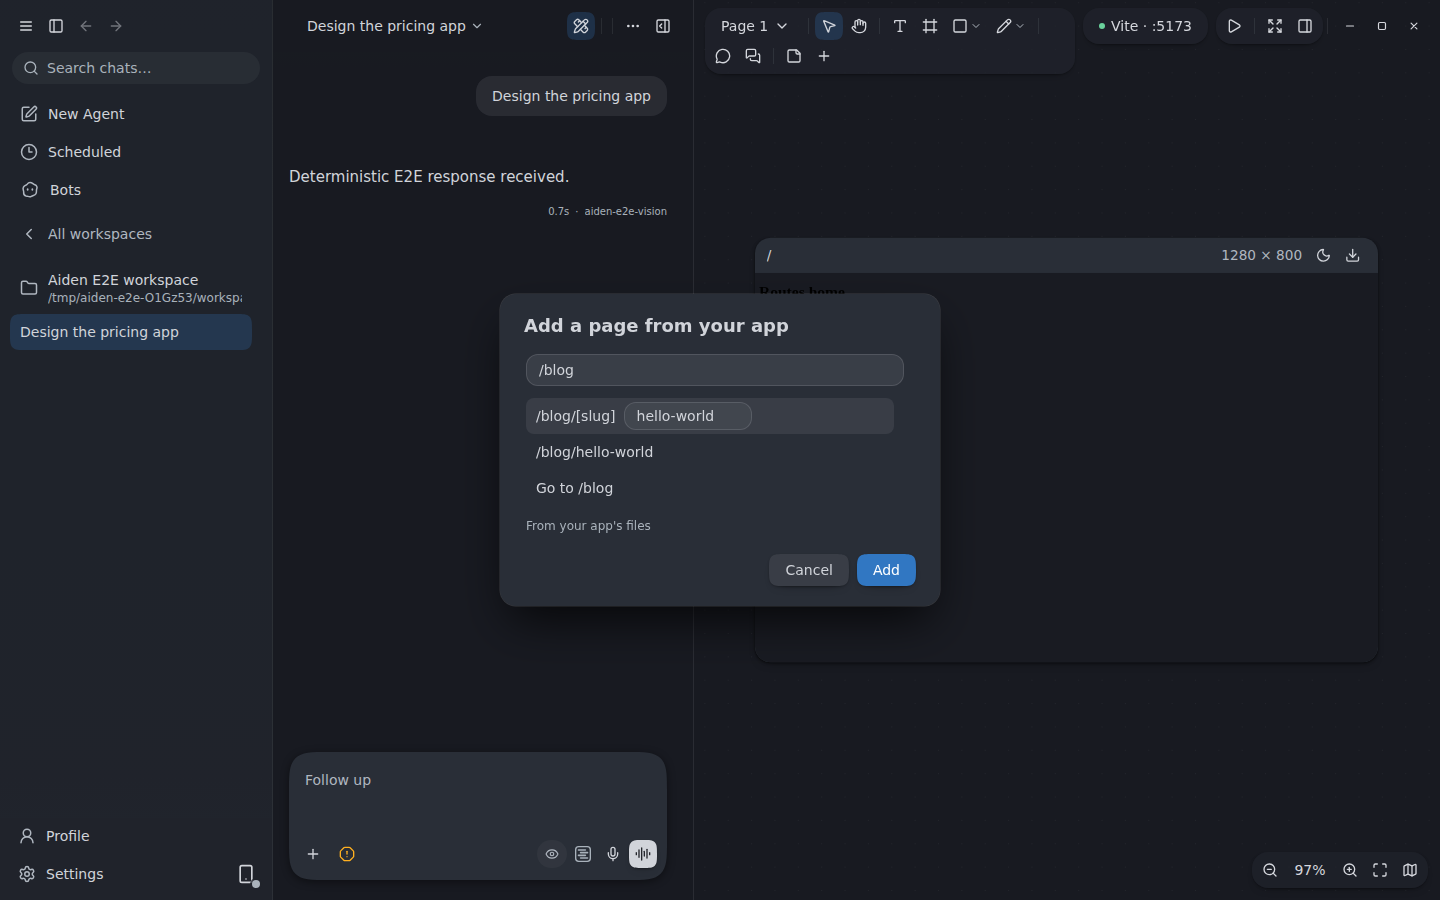 Search chats...
New Agent
Scheduled
Bots
All workspaces
Aiden E2E workspace
/tmp/aiden-e2e-O1Gz53/workspa
Design the pricing app
Profile
Settings
Design the pricing app
Design the pricing app
Deterministic E2E response received.
0.7s · aiden-e2e-vision
Follow up
Page 1
Vite · :5173
/
1280 × 800
Routes home
Add a page from your app
/blog
/blog/[slug] hello-world
/blog/hello-world
Go to /blog
From your app's files
Cancel
Add
97%